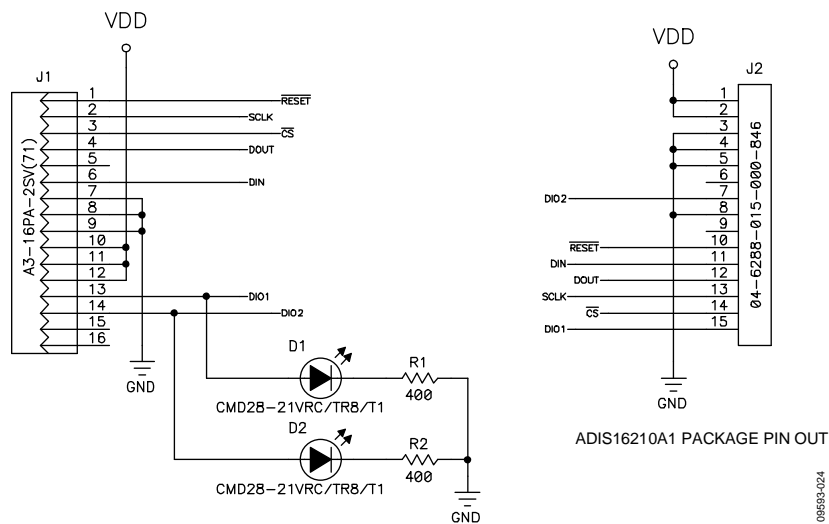 VDD
J1
A3-16PA-2SV(71)
1
2
3
4
5
6
7
8
9
10
11
12
13
14
15
16
RESET
SCLK
CS
DOUT
DIN
DIO1
DIO2
GND
D1
CMD28-21VRC/TR8/T1
R1
400
D2
CMD28-21VRC/TR8/T1
R2
400
GND
VDD
J2
04-6288-015-000-846
1
2
3
4
5
6
DIO2 7
8
9
RESET 10
DIN 11
DOUT 12
SCLK 13
CS 14
DIO1 15
GND
ADIS16210A1 PACKAGE PIN OUT
09593-024